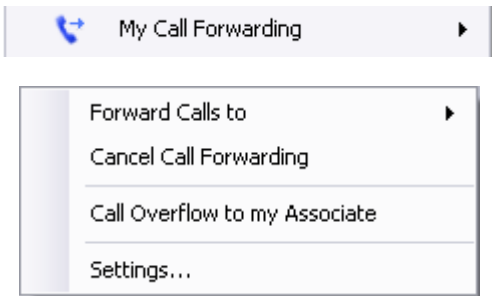 My Call Forwarding
Forward Calls to
Cancel Call Forwarding
Call Overflow to my Associate
Settings...